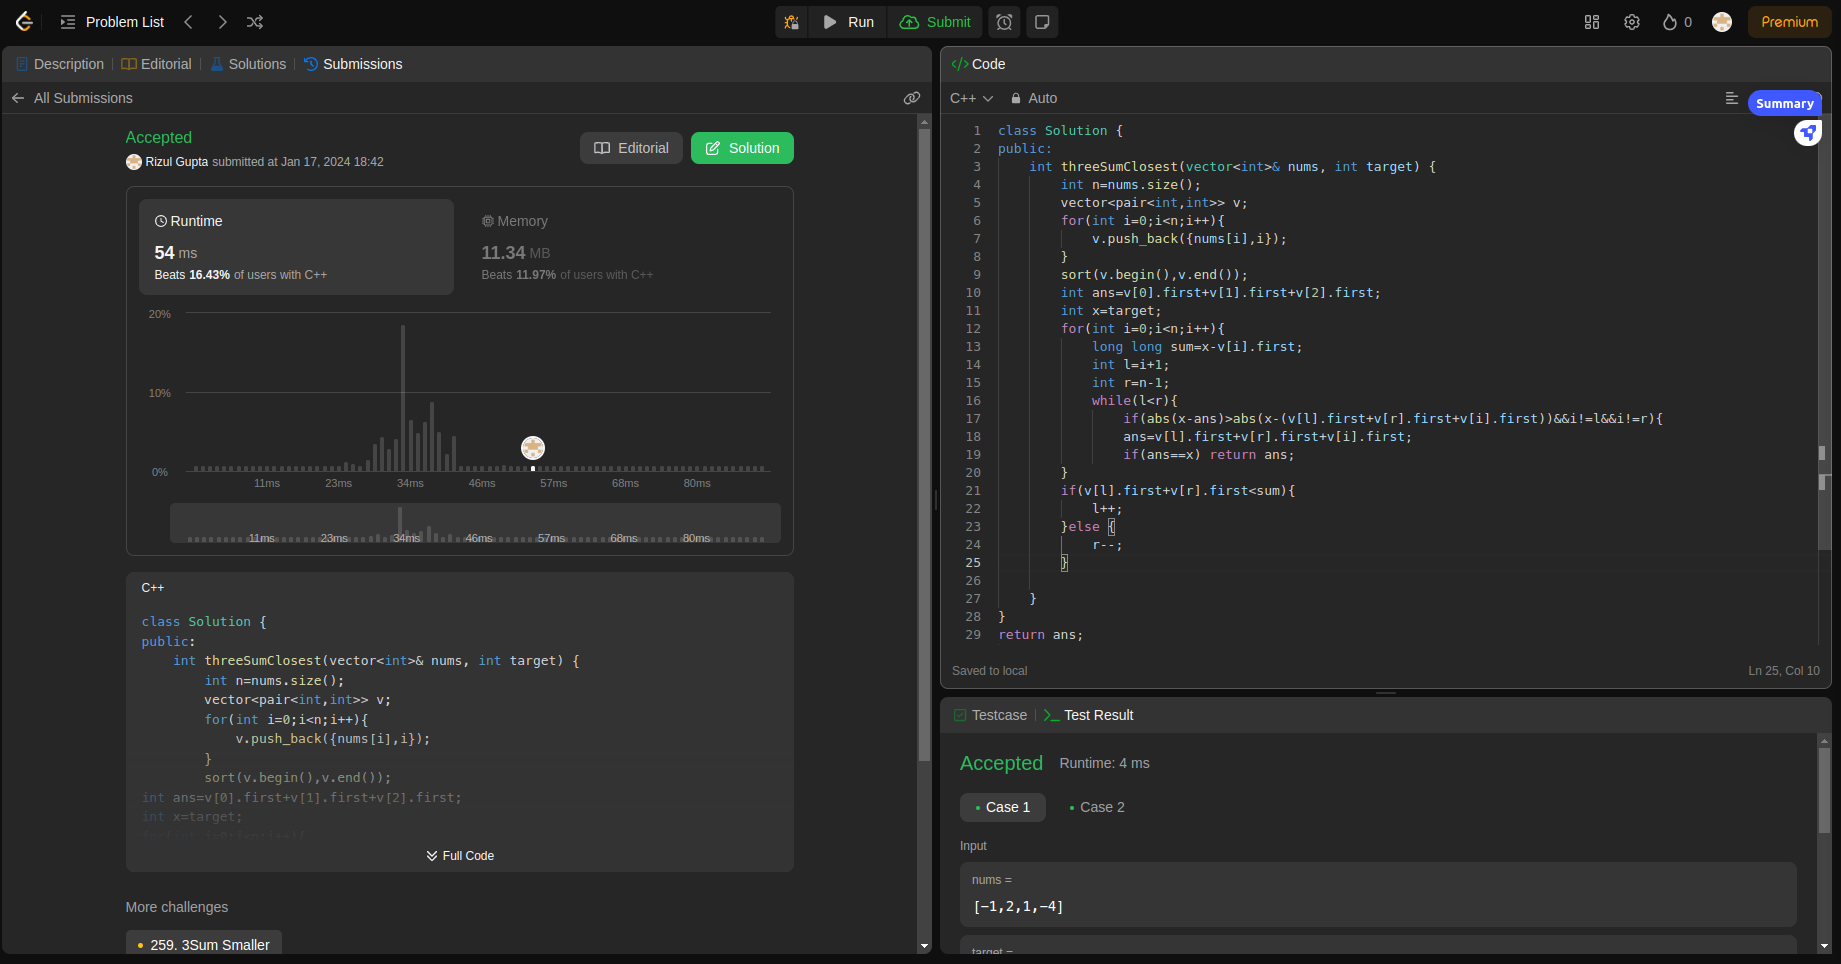 Problem List
Run
Submit
0
Premium
Description
Editorial
Solutions
Submissions
All Submissions
Accepted
Rizul Gupta submitted at Jan 17, 2024 18:42
Editorial
Solution
Runtime
54 ms
Beats 16.43% of users with C++
Memory
11.34 MB
Beats 11.97% of users with C++
20%
10%
0%
11ms 23ms 34ms 46ms 57ms 68ms 80ms
11ms 23ms 34ms 46ms 57ms 68ms 80ms
C++
class Solution {
public:
    int threeSumClosest(vector<int>& nums, int target) {
        int n=nums.size();
        vector<pair<int,int>> v;
        for(int i=0;i<n;i++){
            v.push_back({nums[i],i});
        }
        sort(v.begin(),v.end());
int ans=v[0].first+v[1].first+v[2].first;
int x=target;
for(int i=0;i<n;i++){
Full Code
More challenges
259. 3Sum Smaller
</> Code
C++
Auto
Summary
1 class Solution {
2 public:
3     int threeSumClosest(vector<int>& nums, int target) {
4         int n=nums.size();
5         vector<pair<int,int>> v;
6         for(int i=0;i<n;i++){
7             v.push_back({nums[i],i});
8         }
9         sort(v.begin(),v.end());
10         int ans=v[0].first+v[1].first+v[2].first;
11         int x=target;
12         for(int i=0;i<n;i++){
13             long long sum=x-v[i].first;
14             int l=i+1;
15             int r=n-1;
16             while(l<r){
17                 if(abs(x-ans)>abs(x-(v[l].first+v[r].first+v[i].first))&&i!=l&&i!=r){
18                 ans=v[l].first+v[r].first+v[i].first;
19                 if(ans==x) return ans;
20         }
21         if(v[l].first+v[r].first<sum){
22             l++;
23         }else {
24             r--;
25         }
26
27     }
28 }
29 return ans;
Saved to local
Ln 25, Col 10
Testcase
Test Result
Accepted
Runtime: 4 ms
Case 1
Case 2
Input
nums =
[-1,2,1,-4]
target =